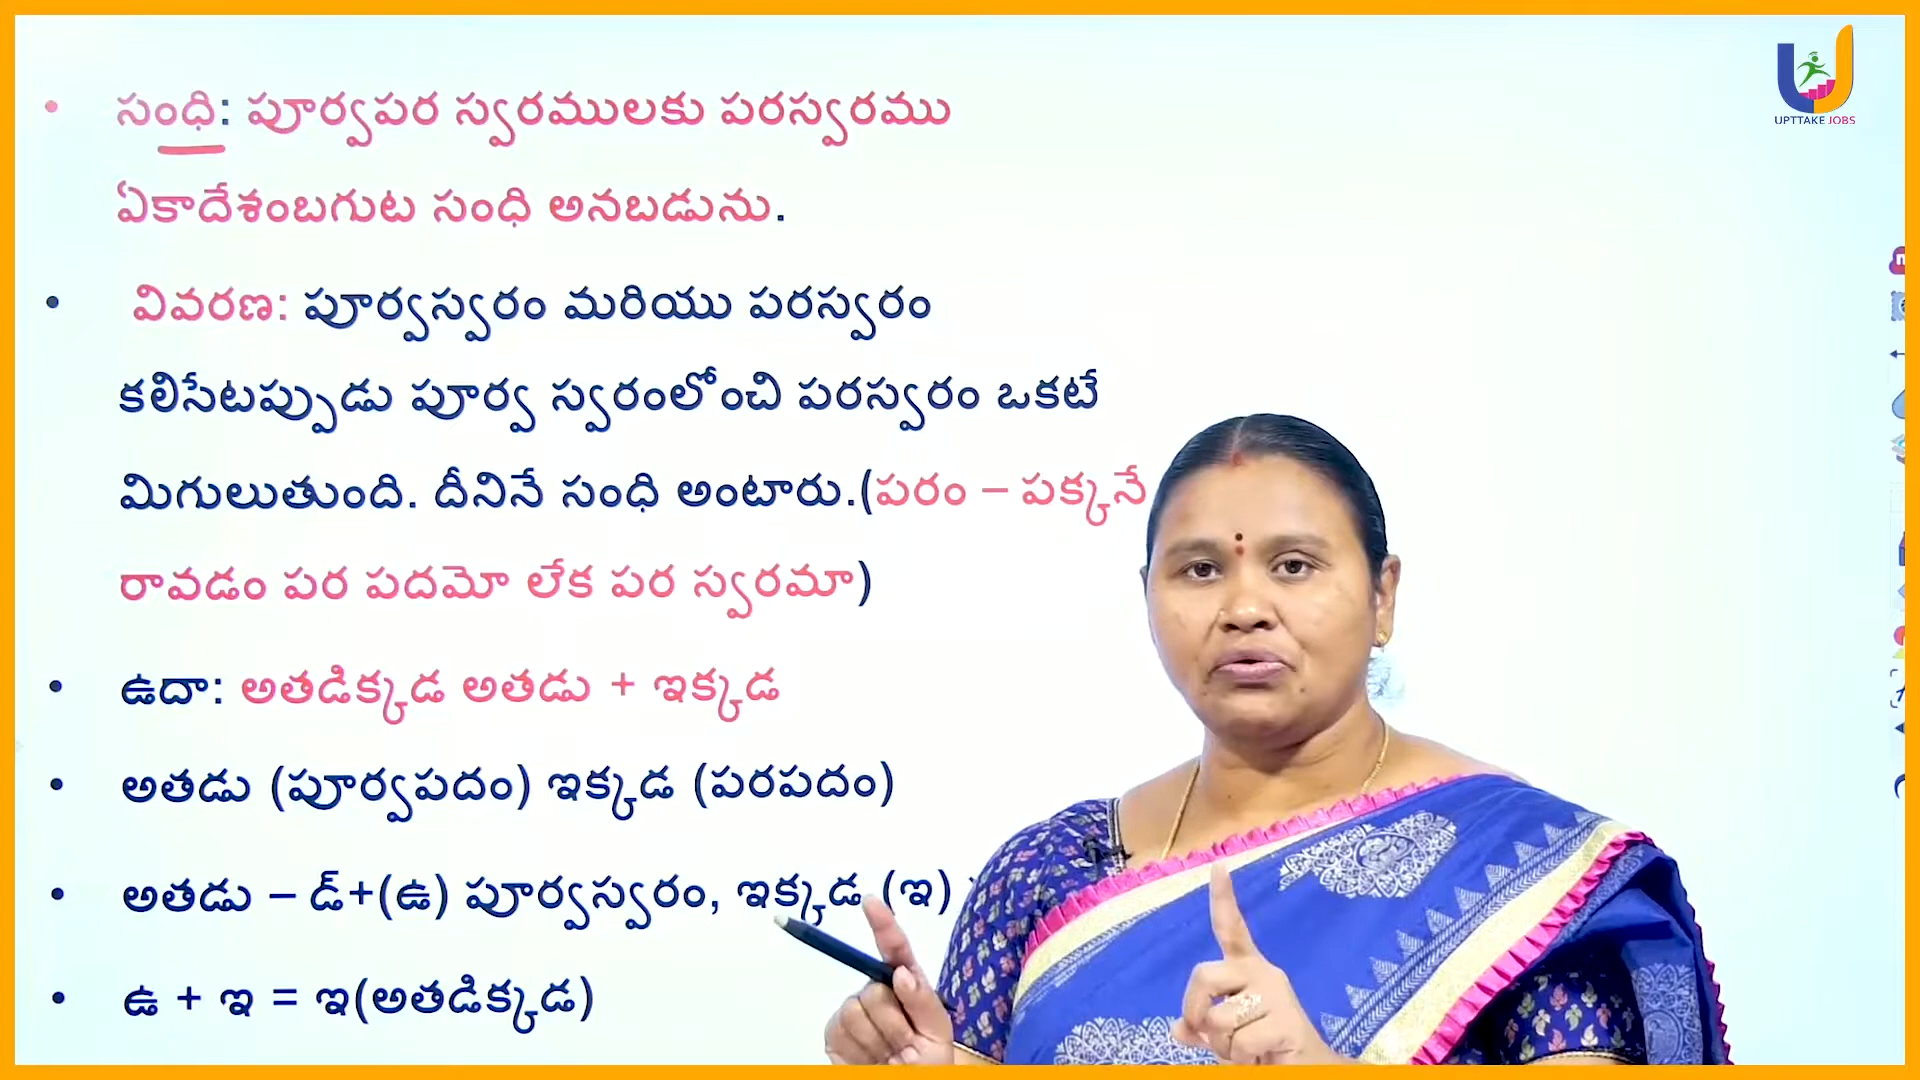 సంధి: పూర్వపర స్వరములకు పరస్వరము
ఏకాదేశంబగుట సంధి అనబడును.
వివరణ: పూర్వస్వరం మరియు పరస్వరం
కలిసేటప్పుడు పూర్వ స్వరంలోంచి పరస్వరం ఒకటే
మిగులుతుంది. దీనినే సంధి అంటారు.(పరం – పక్కనే
రావడం పర పదమో లేక పర స్వరమా)
ఉదా: అతడిక్కడ అతడు + ఇక్కడ
అతడు (పూర్వపదం) ఇక్కడ (పరపదం)
అతడు – డ్+(ఉ) పూర్వస్వరం, ఇక్కడ (ఇ)
ఉ + ఇ = ఇ(అతడిక్కడ)
UPTTAKE JOBS